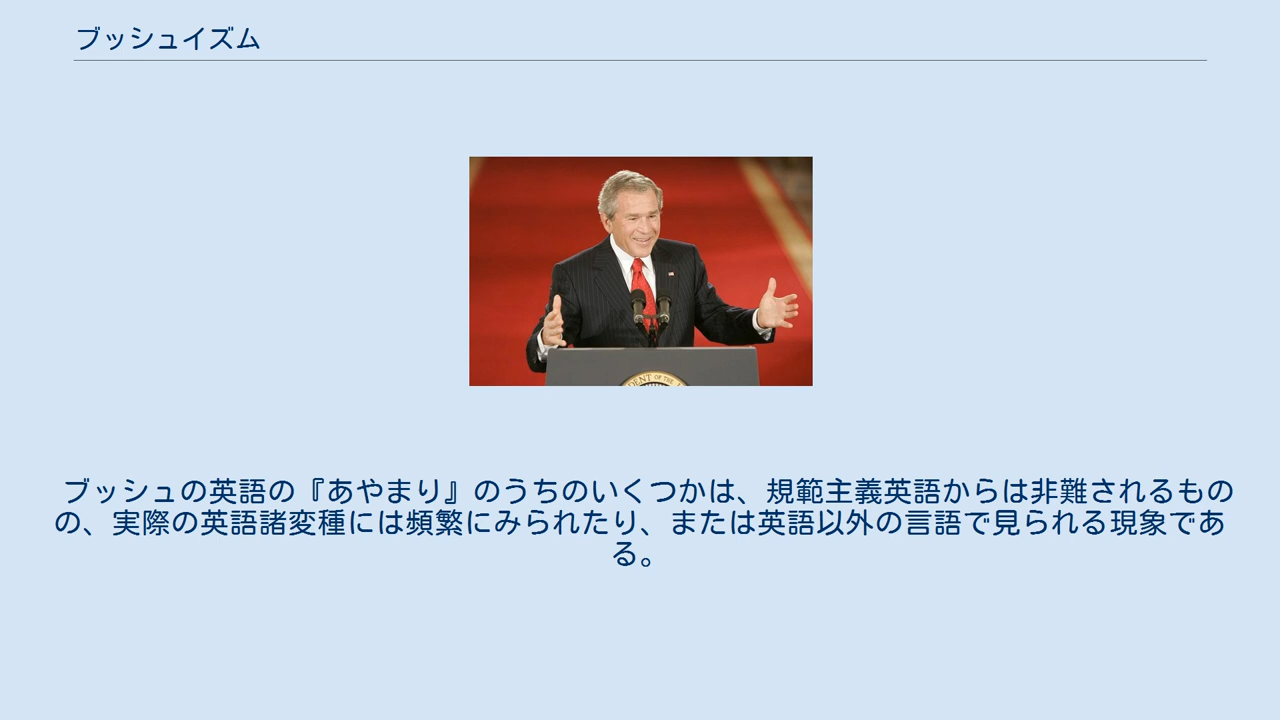 ブッシュイズム
DENT OF THE
ブッシュの英語の『あやまり』のうちのいくつかは、規範主義英語からは非難されるもの
の、実際の英語諸変種には頻繁にみられたり、または英語以外の言語で見られる現象であ
る。